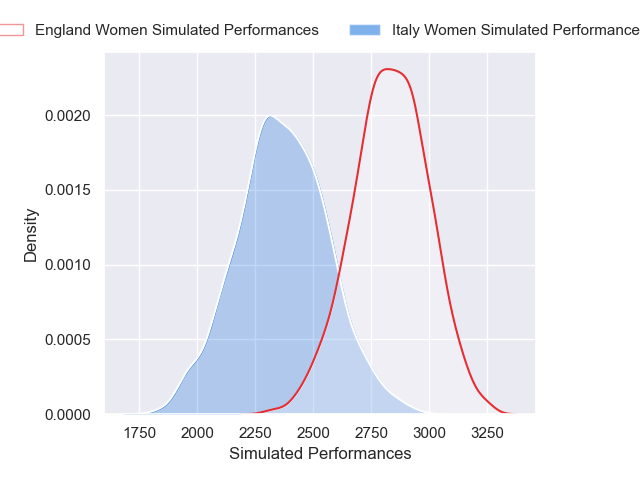 England Women Simulated Performances
Italy Women Simulated Performance
0.0020
0.0015
0.0010
0.0005
0.0000
Density
1750 2000 2250 2500 2750 3000 3250
Simulated Performances